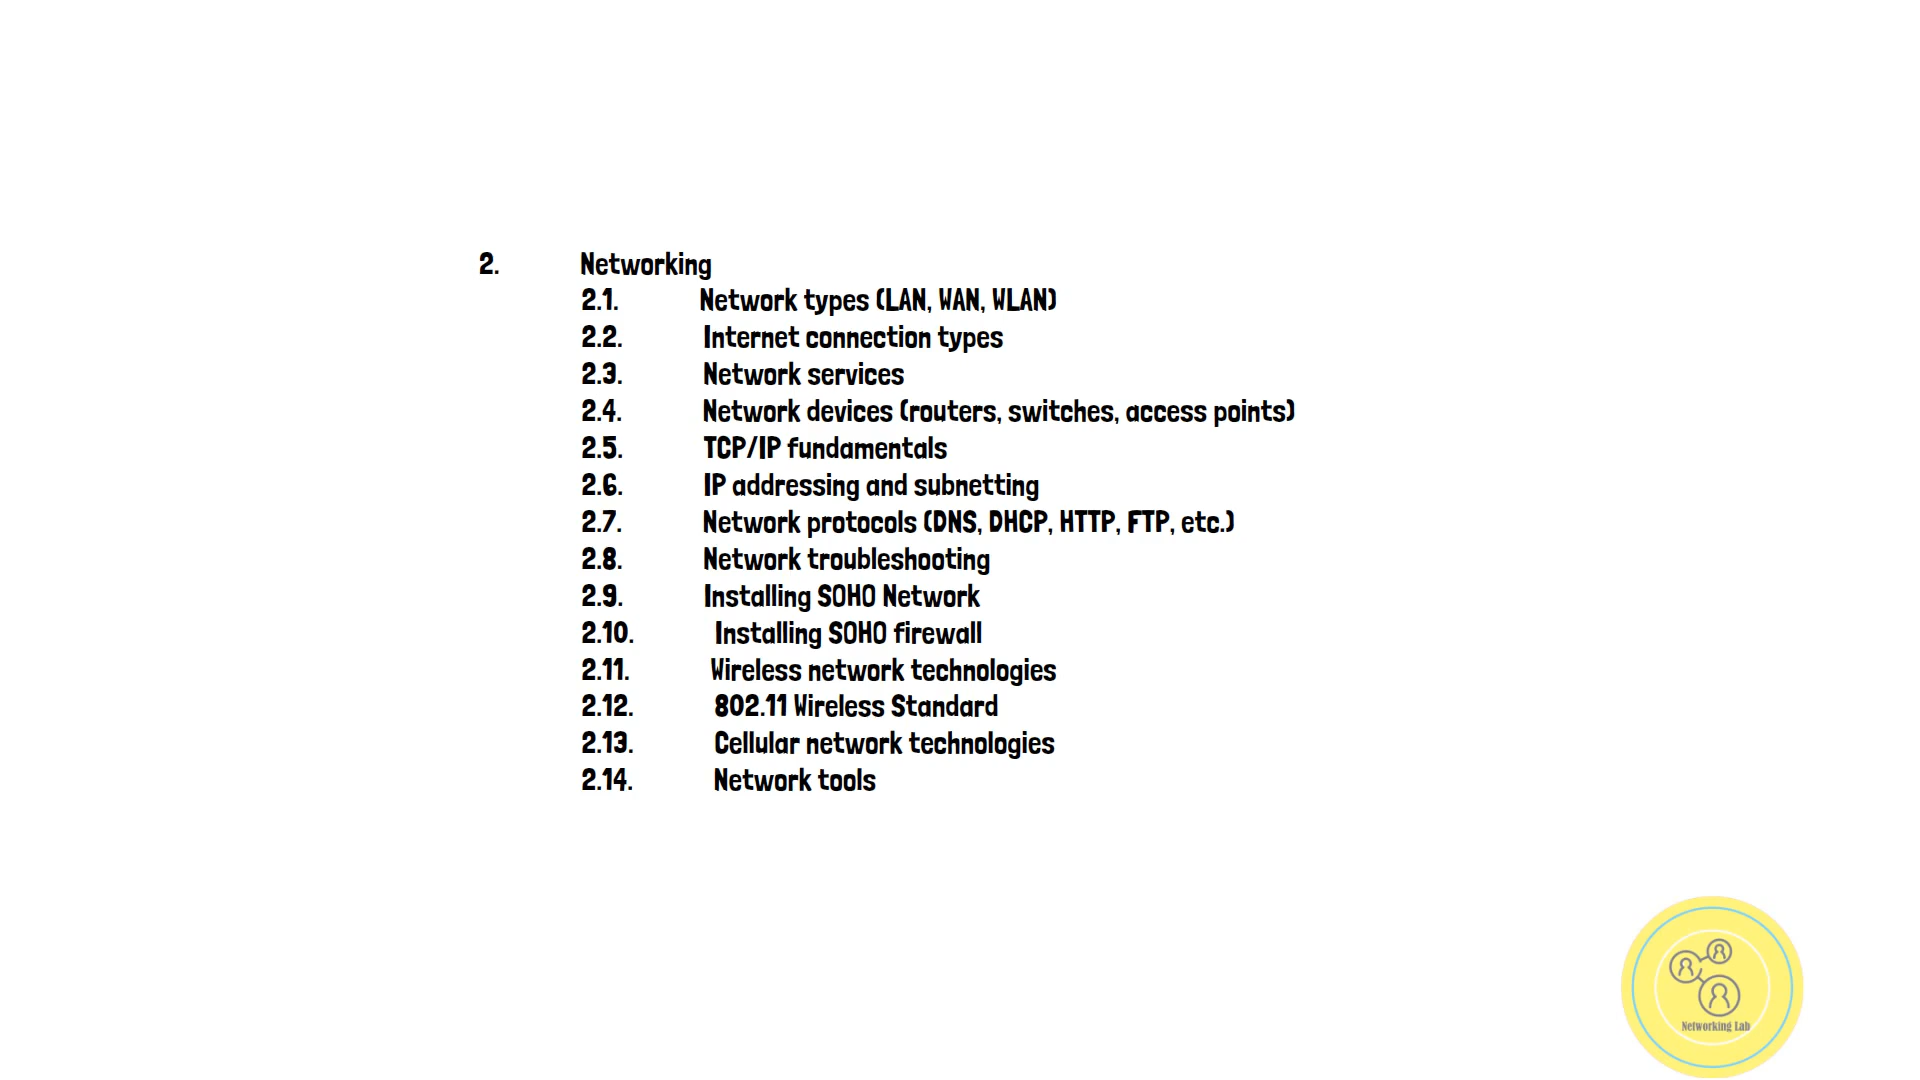 2. Networking
2.1. Network types (LAN, WAN, WLAN)
2.2. Internet connection types
2.3. Network services
2.4. Network devices (routers, switches, access points)
2.5. TCP/IP fundamentals
2.6. IP addressing and subnetting
2.7. Network protocols (DNS, DHCP, HTTP, FTP, etc.)
2.8. Network troubleshooting
2.9. Installing SOHO Network
2.10. Installing SOHO firewall
2.11. Wireless network technologies
2.12. 802.11 Wireless Standard
2.13. Cellular network technologies
2.14. Network tools
Networking Lab